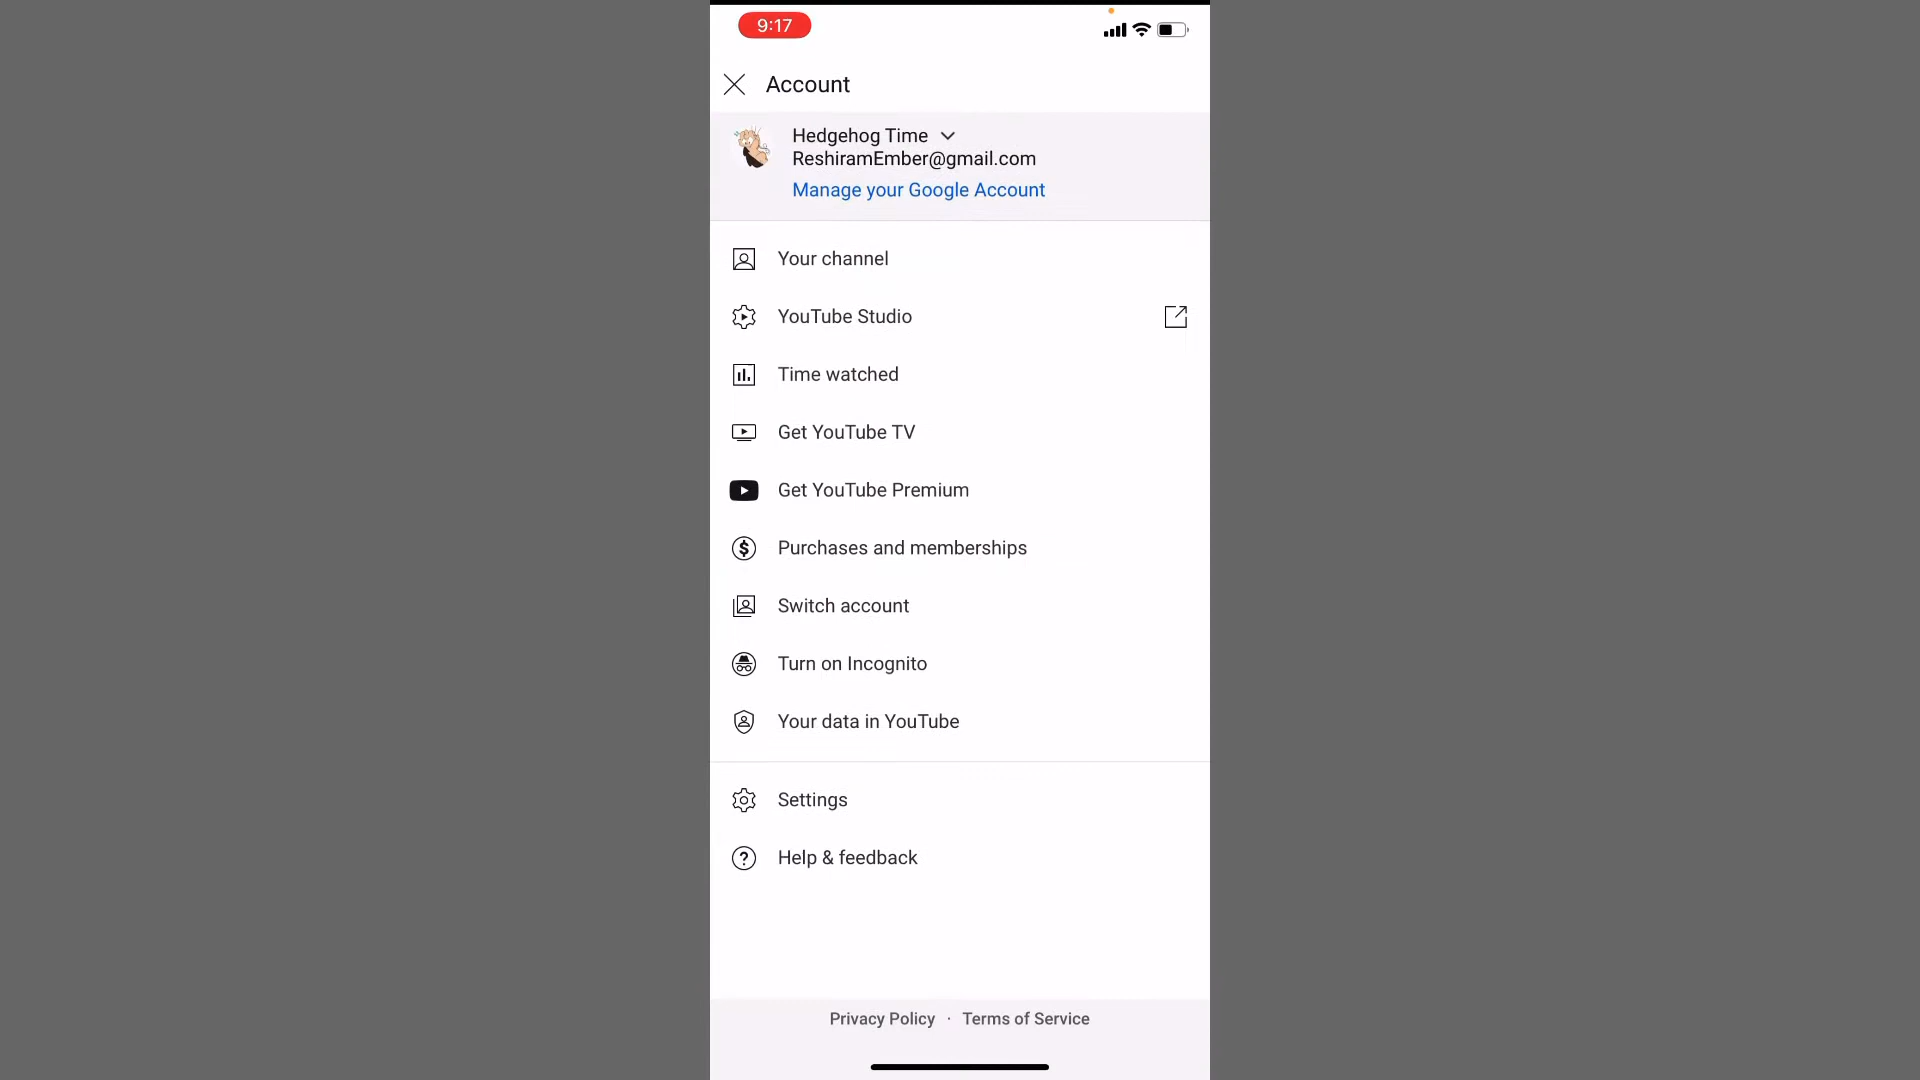 9:17
Account
Hedgehog Time
ReshiramEmber@gmail.com
Manage your Google Account
Your channel
YouTube Studio
Time watched
Get YouTube TV
Get YouTube Premium
Purchases and memberships
Switch account
Turn on Incognito
Your data in YouTube
Settings
Help & feedback
Privacy Policy · Terms of Service